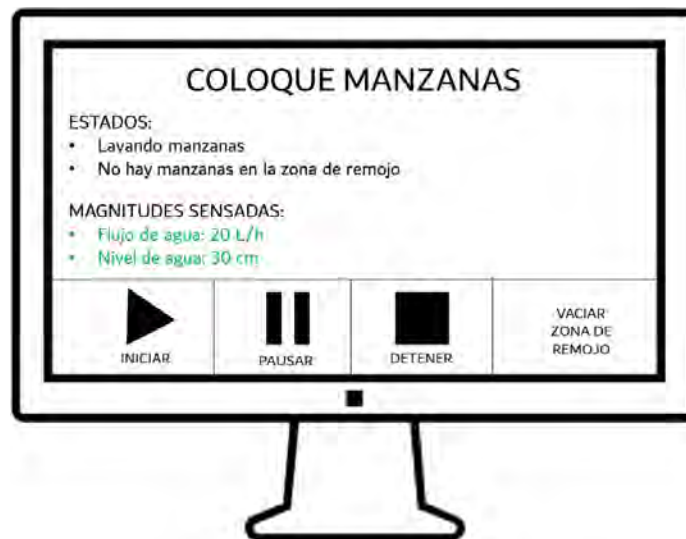 COLOQUE MANZANAS
ESTADOS:
• Lavando manzanas
• No hay manzanas en la zona de remojo
MAGNITUDES SENSADAS:
• Flujo de agua: 20 L/h
• Nivel de agua: 30 cm
INICIAR
PAUSAR
DETENER
VACIAR
ZONA DE
REMOJO